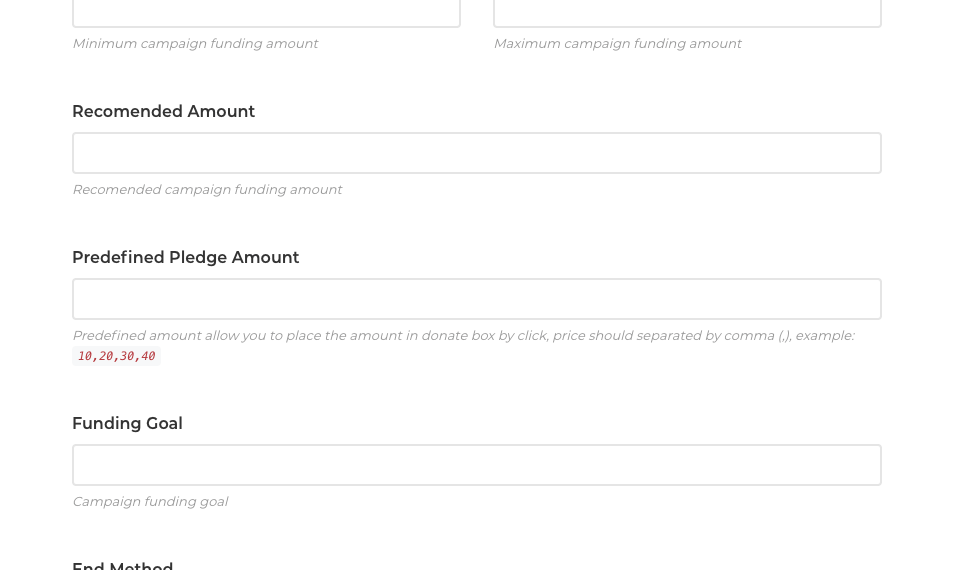 Minimum campaign funding amount
Maximum campaign funding amount
Recomended Amount
Recomended campaign funding amount
Predefined Pledge Amount
Predefined amount allow you to place the amount in donate box by click, price should separated by comma (,), example:
10,20,30,40
Funding Goal
Campaign funding goal
End Method